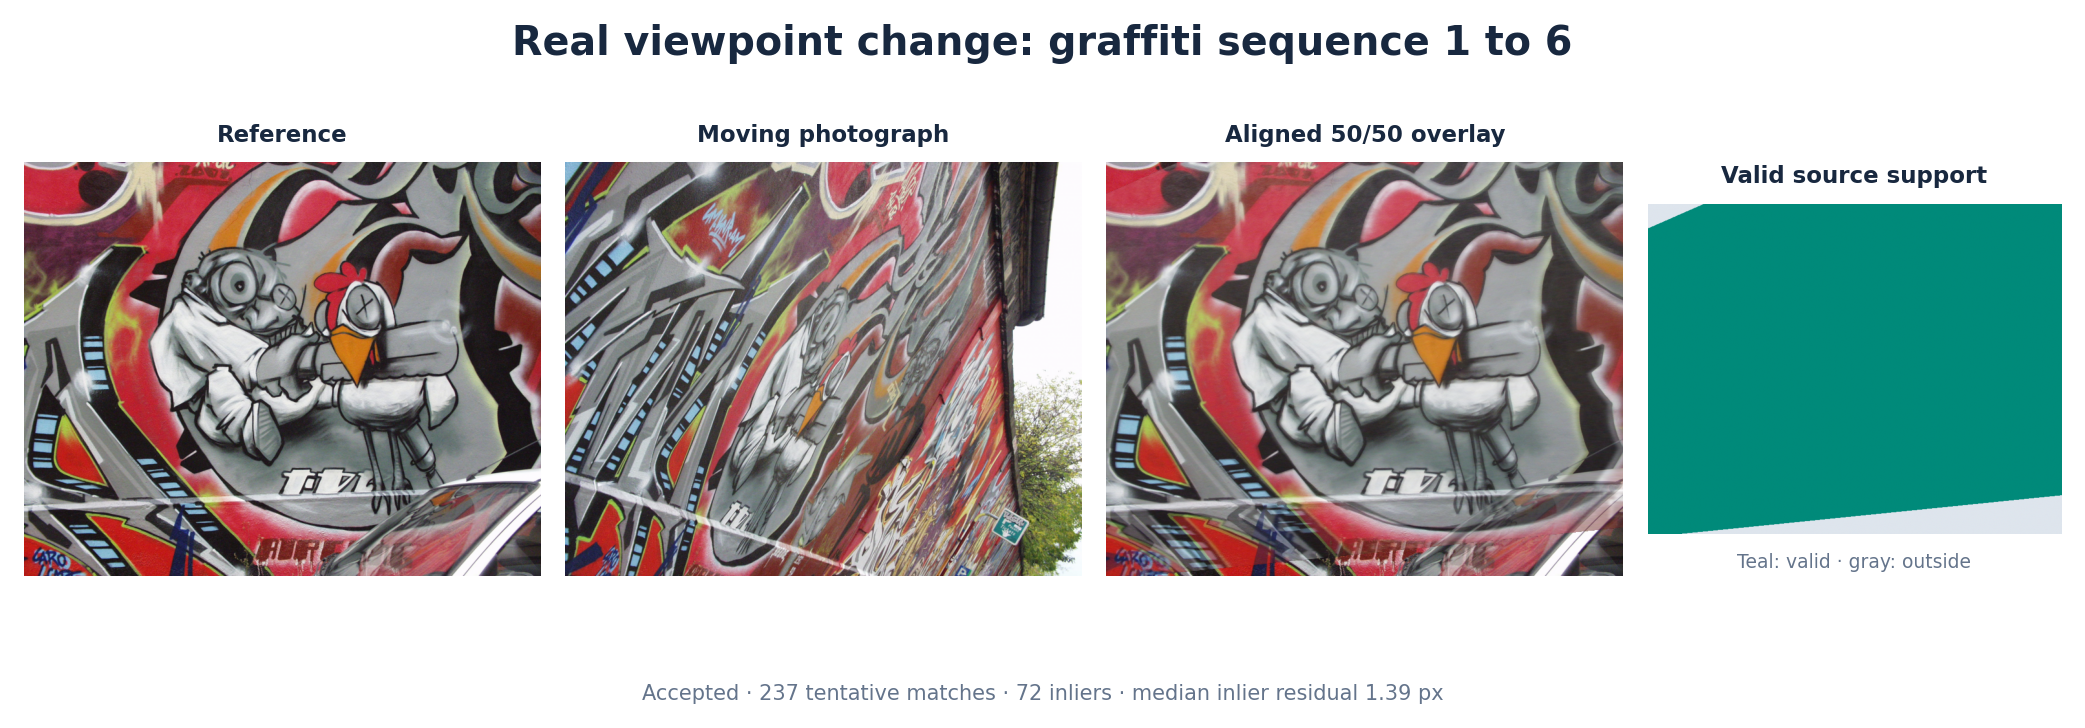 Real viewpoint change: graffiti sequence 1 to 6
Reference
Moving photograph
Aligned 50/50 overlay
Valid source support
Teal: valid · gray: outside
Accepted · 237 tentative matches · 72 inliers · median inlier residual 1.39 px